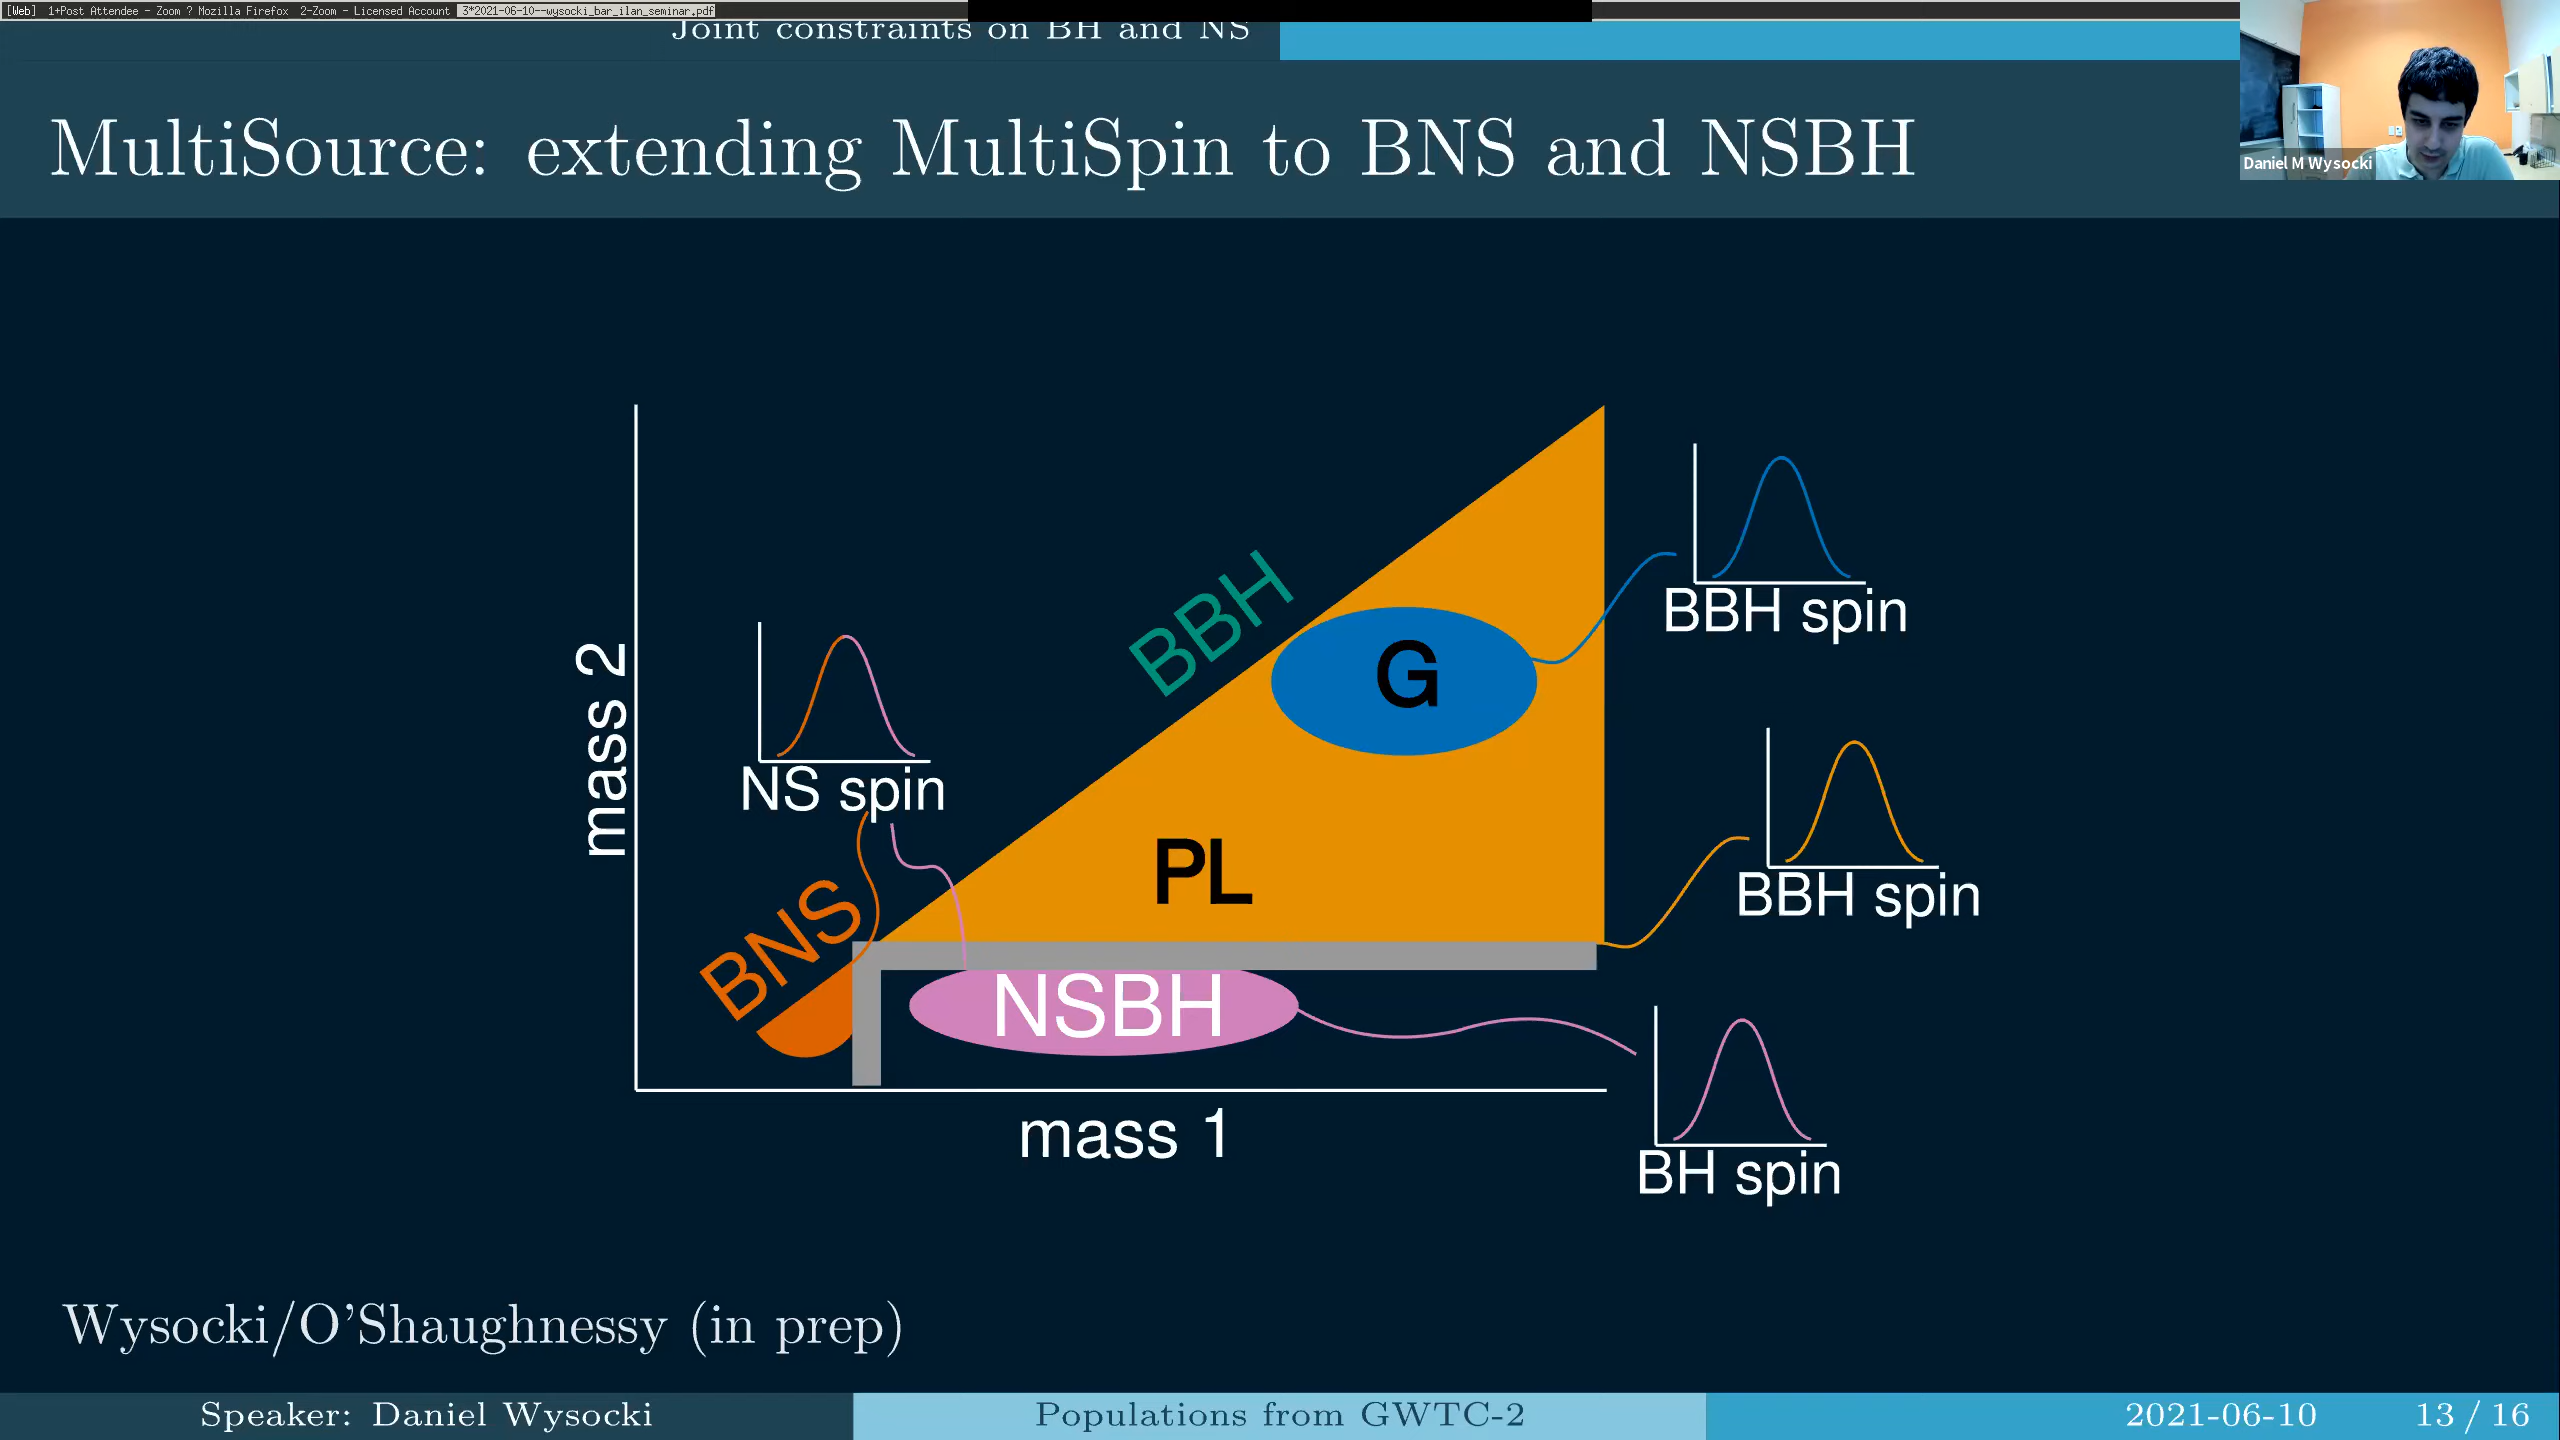 [Web] 1+Post Attendee - Zoom ? Mozilla Firefox 2-Zoom - Licensed Account 3*2021-06-10--wysocki_bar_ilan_seminar.pdf
Joint constraints on BH and NS
MultiSource: extending MultiSpin to BNS and NSBH
Daniel M Wysocki
mass 2
BBH
G
BBH spin
NS spin
PL
BBH spin
BNS
NSBH
mass 1
BH spin
Wysocki/O'Shaughnessy (in prep)
Speaker: Daniel Wysocki
Populations from GWTC-2
2021-06-10
13 / 16